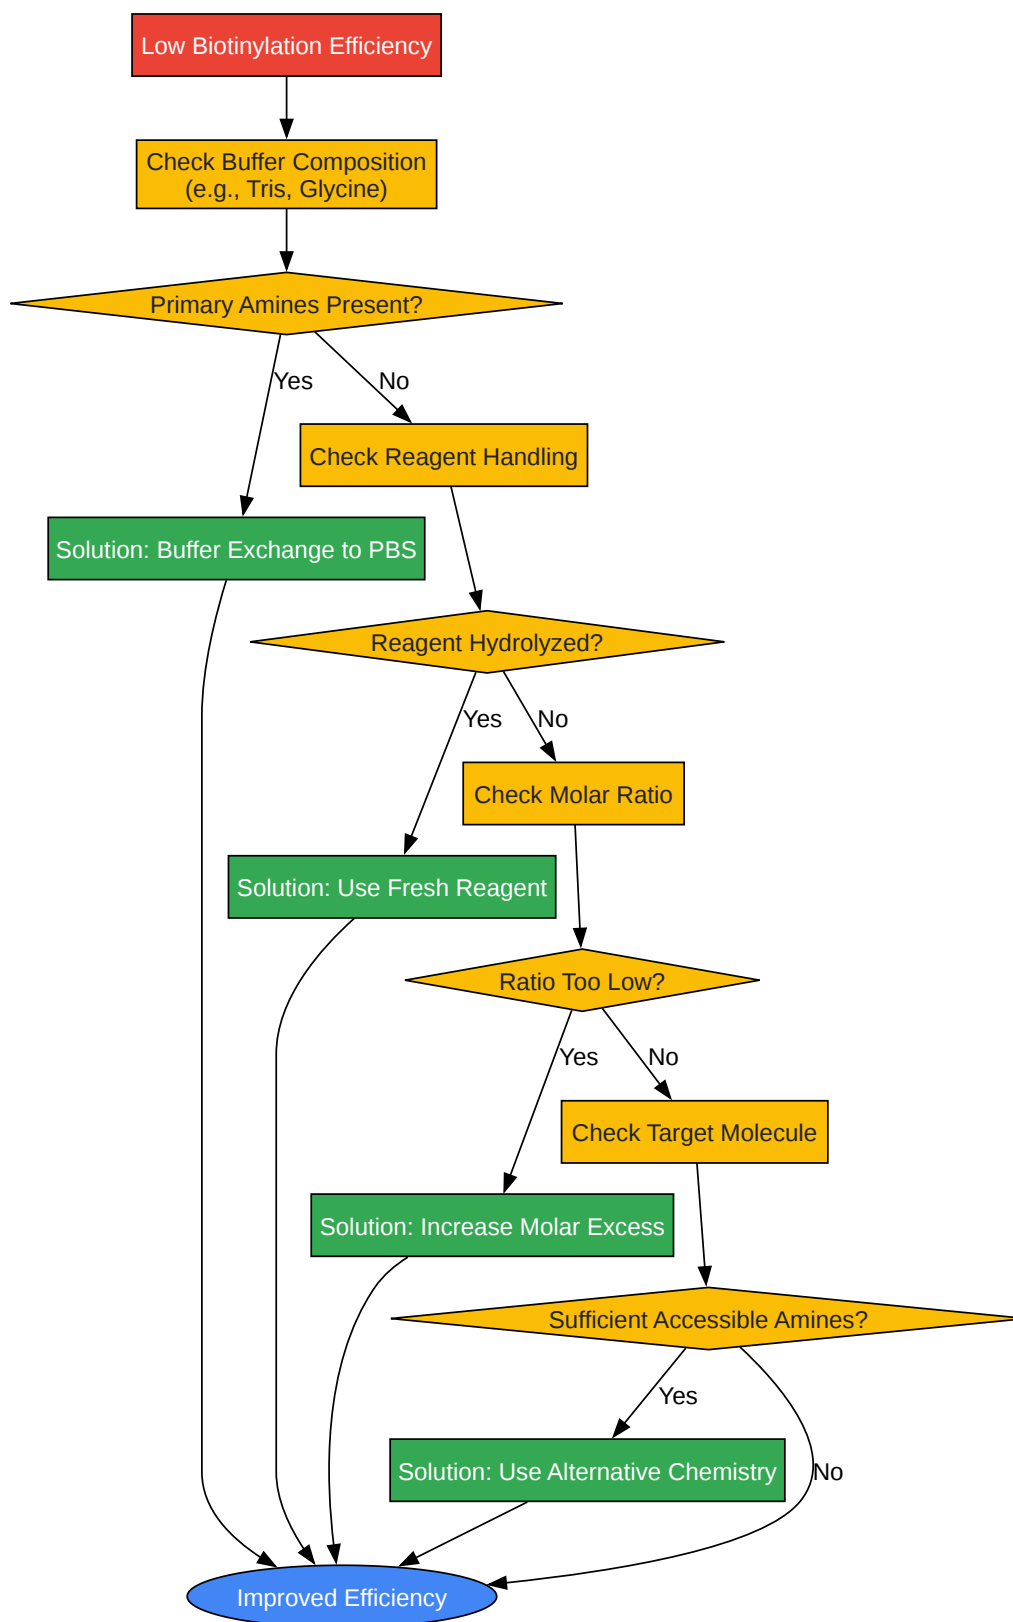 Low Biotinylation Efficiency
Check Buffer Composition
(e.g., Tris, Glycine)
Primary Amines Present?
Yes
No
Check Reagent Handling
Solution: Buffer Exchange to PBS
Reagent Hydrolyzed?
Yes
No
Check Molar Ratio
Solution: Use Fresh Reagent
Ratio Too Low?
Yes
No
Check Target Molecule
Solution: Increase Molar Excess
Sufficient Accessible Amines?
Yes
Solution: Use Alternative Chemistry
No
Improved Efficiency